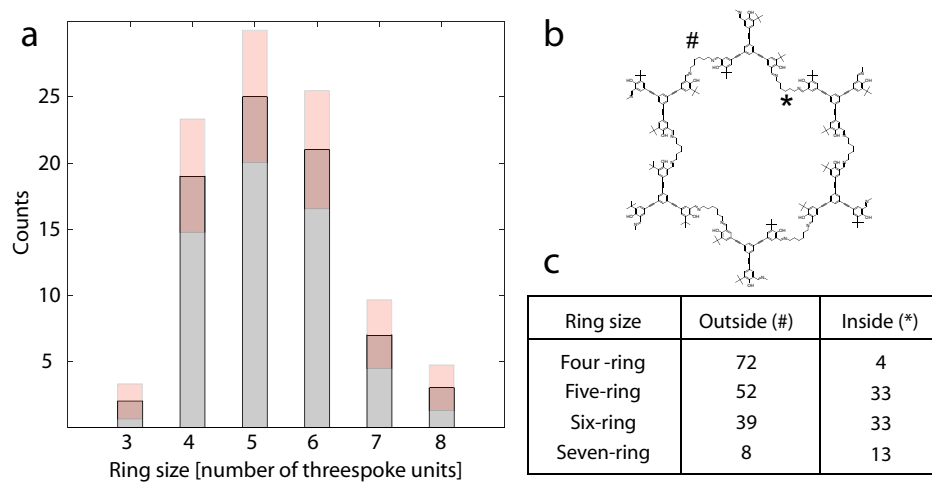 a
25
20
15
10
5
Counts
3 4 5 6 7 8
Ring size [number of threespoke units]
b
#
*
c
Ring size Outside (#) Inside (*)
Four -ring 72 4
Five-ring 52 33
Six-ring 39 33
Seven-ring 8 13